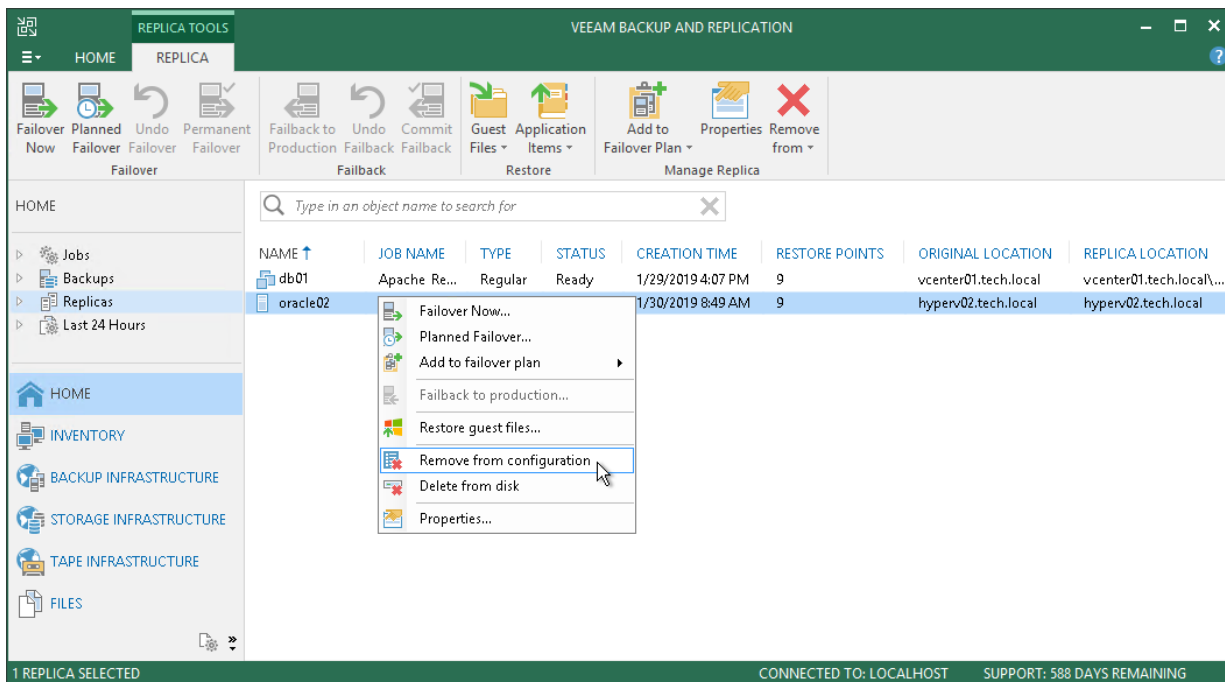 REPLICA TOOLS
VEEAM BACKUP AND REPLICATION
HOME REPLICA
?
Failover Now
Planned Failover
Undo Failover
Permanent Failover
Failback to Production
Undo Failback
Commit Failback
Guest Files
Application Items
Add to Failover Plan
Properties
Remove from
Failover
Failback
Restore
Manage Replica
HOME
Type in an object name to search for
Jobs
Backups
Replicas
Last 24 Hours
NAME JOB NAME TYPE STATUS CREATION TIME RESTORE POINTS ORIGINAL LOCATION REPLICA LOCATION
db01 Apache Re... Regular Ready 1/29/2019 4:07 PM 9 vcenter01.tech.local vcenter01.tech.local\...
oracle02 1/30/2019 8:49 AM 9 hyperv02.tech.local hyperv02.tech.local
Failover Now...
Planned Failover...
Add to failover plan
Failback to production...
Restore guest files...
Remove from configuration
Delete from disk
Properties...
HOME
INVENTORY
BACKUP INFRASTRUCTURE
STORAGE INFRASTRUCTURE
TAPE INFRASTRUCTURE
FILES
1 REPLICA SELECTED
CONNECTED TO: LOCALHOST
SUPPORT: 588 DAYS REMAINING